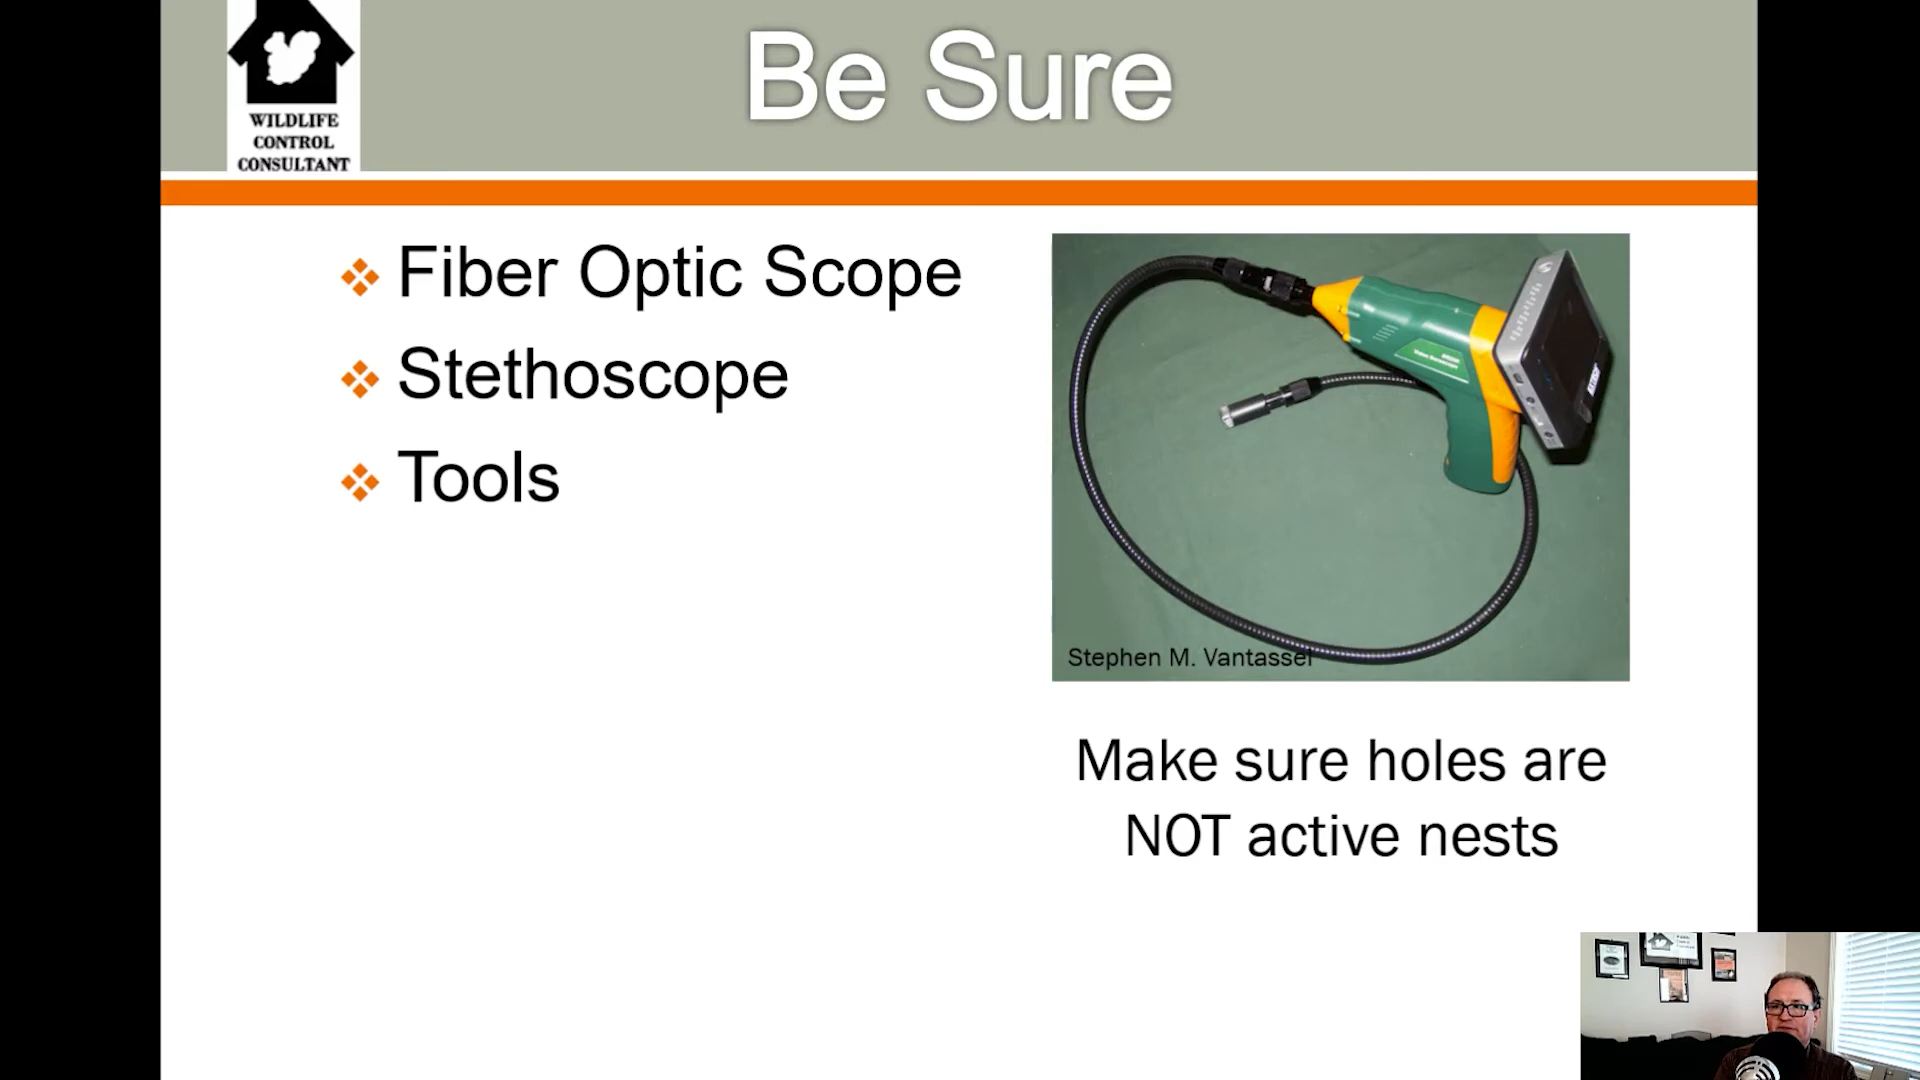 Be Sure
WILDLIFE
CONTROL
CONSULTANT
Fiber Optic Scope
Stethoscope
Tools
Stephen M. Vantassel
Make sure holes are
NOT active nests